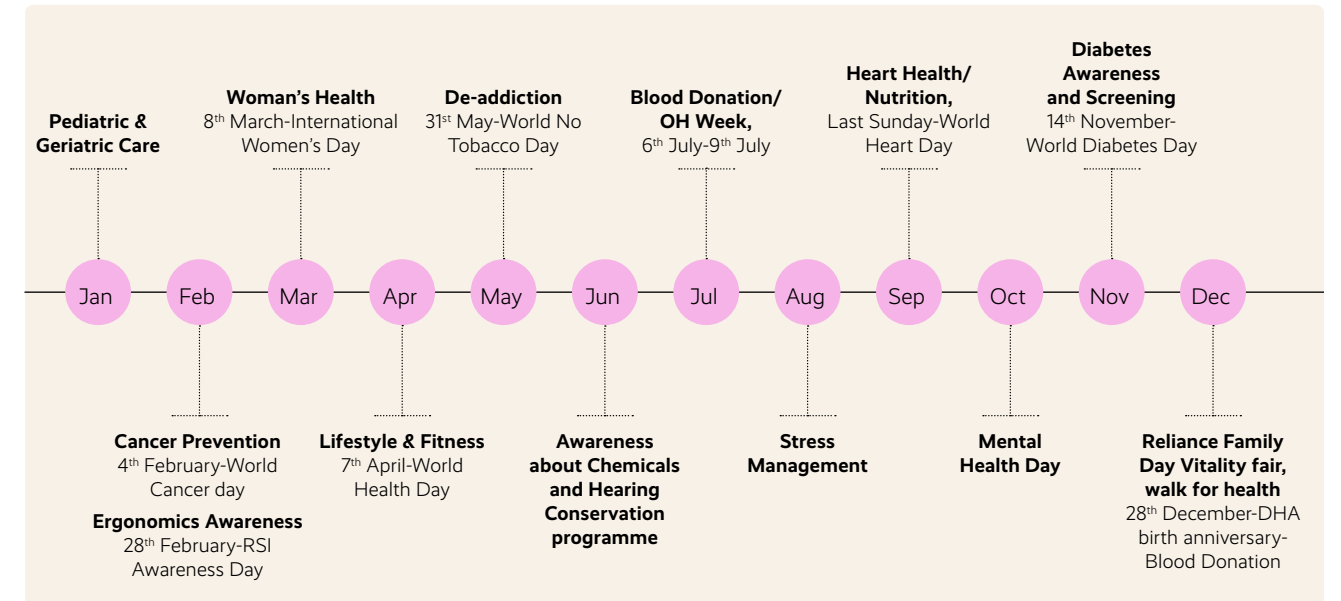 Pediatric &
Geriatric Care
Woman's Health
8th March-International
Women's Day
De-addiction
31st May-World No
Tobacco Day
Blood Donation/
OH Week,
6th July-9th July
Heart Health/
Nutrition,
Last Sunday-World
Heart Day
Diabetes
Awareness
and Screening
14th November-
World Diabetes Day
Jan
Feb
Mar
Apr
May
Jun
Jul
Aug
Sep
Oct
Nov
Dec
Cancer Prevention
4th February-World
Cancer day
Ergonomics Awareness
28th February-RSI
Awareness Day
Lifestyle & Fitness
7th April-World
Health Day
Awareness
about Chemicals
and Hearing
Conservation
programme
Stress
Management
Mental
Health Day
Reliance Family
Day Vitality fair,
walk for health
28th December-DHA
birth anniversary-
Blood Donation